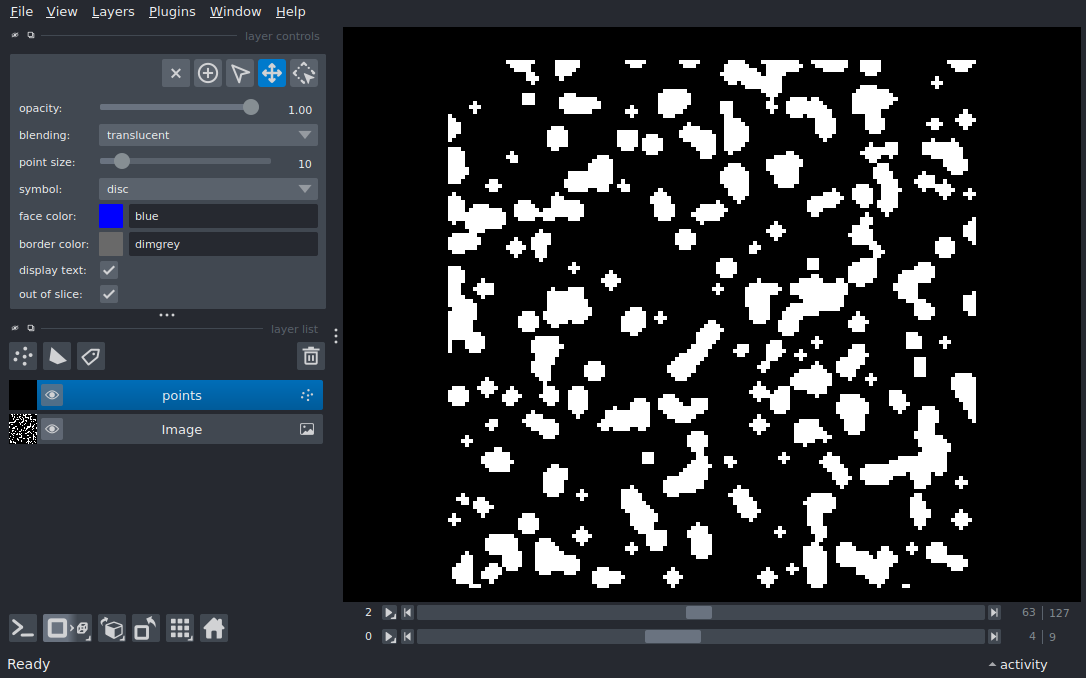 File View Layers Plugins Window Help
layer controls
opacity: 1.00
blending: translucent
point size: 10
symbol: disc
face color: blue
border color: dimgrey
display text:
out of slice:
layer list
points
Image
2 63 127
0 4 9
Ready activity